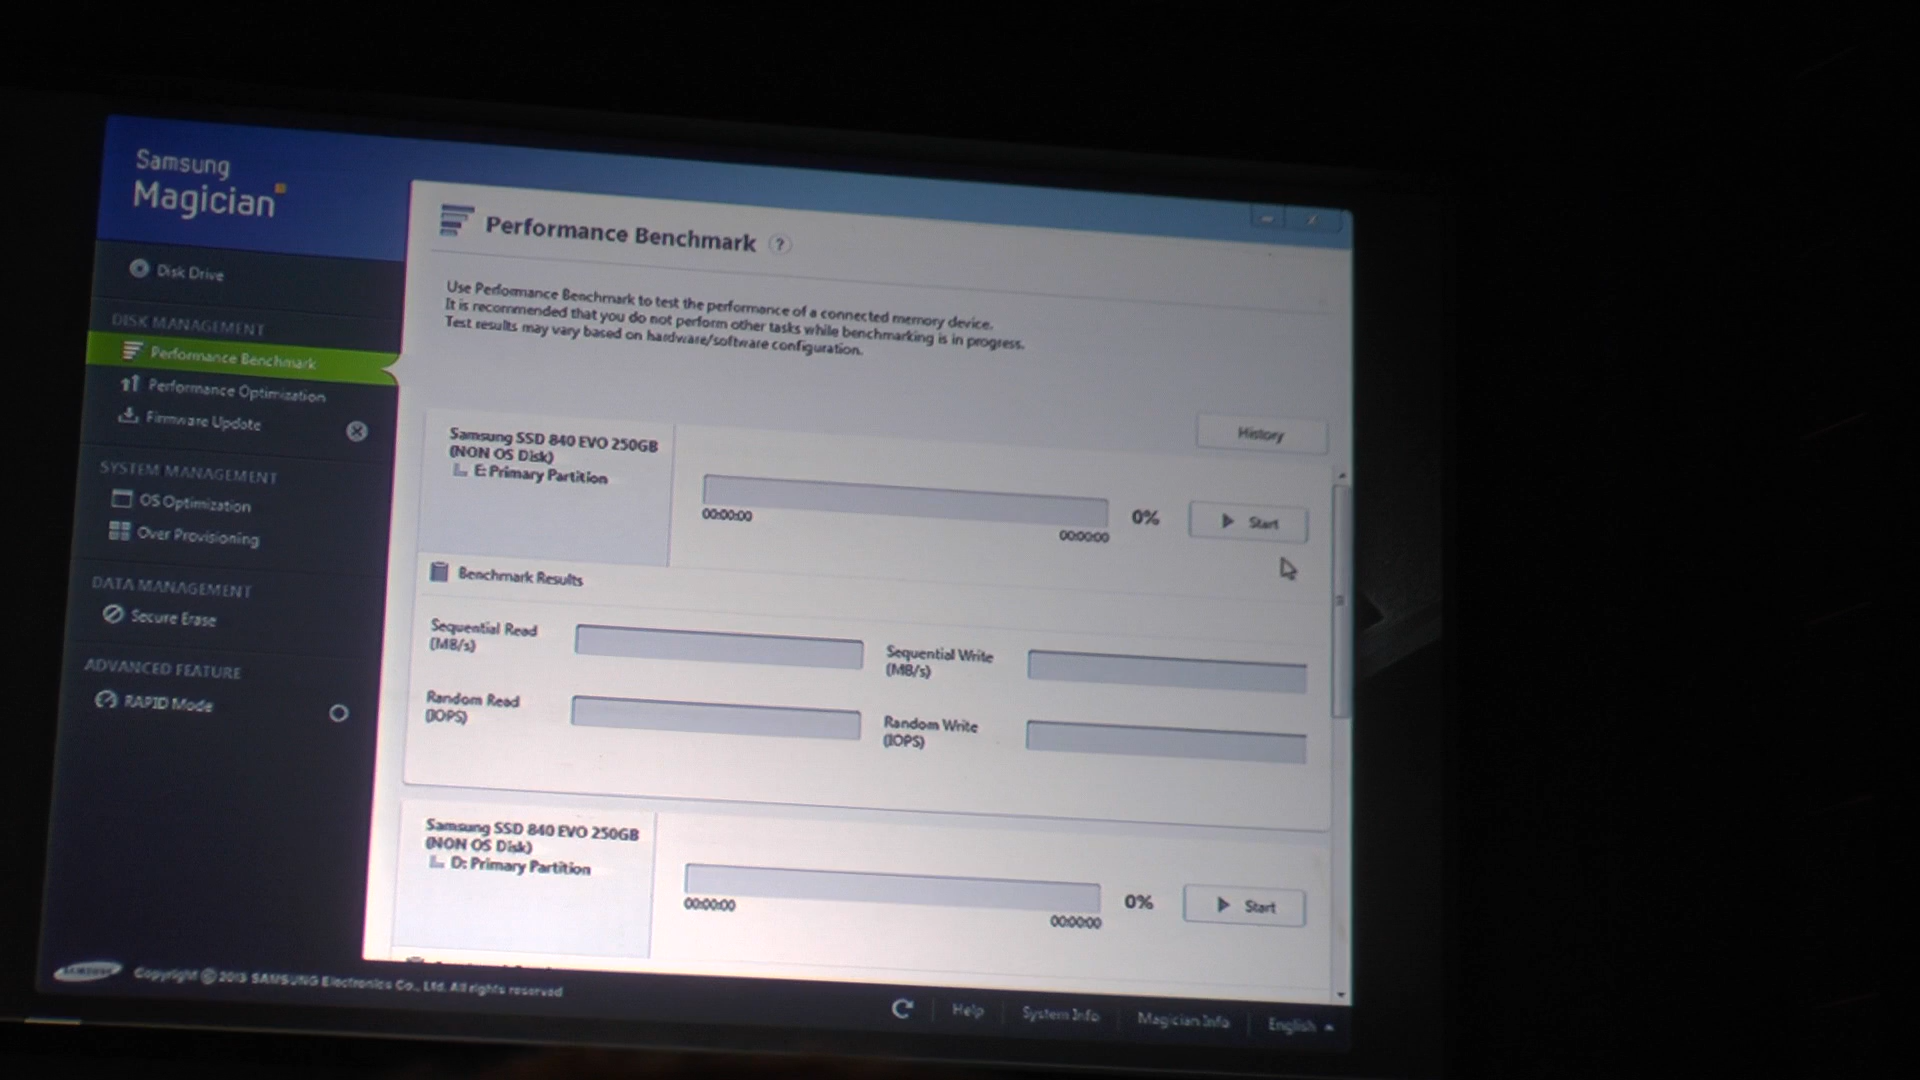 Samsung
Magician
Disk Drive
DISK MANAGEMENT
Performance Benchmark
Performance Optimization
Firmware Update
SYSTEM MANAGEMENT
OS Optimization
Over Provisioning
DATA MANAGEMENT
Secure Erase
ADVANCED FEATURE
RAPID Mode
Performance Benchmark ?
Use Performance Benchmark to test the performance of a connected memory device.
It is recommended that you do not perform other tasks while benchmarking is in progress.
Test results may vary based on hardware/software configuration.
History
Samsung SSD 840 EVO 250GB
(NON OS Disk)
E: Primary Partition
00:00:00
00:00:00
0%
Start
Benchmark Results
Sequential Read
(MB/s)
Sequential Write
(MB/s)
Random Read
(IOPS)
Random Write
(IOPS)
Samsung SSD 840 EVO 250GB
(NON OS Disk)
D: Primary Partition
00:00:00
00:00:00
0%
Start
SAMSUNG Copyright © 2013 SAMSUNG Electronics Co., Ltd. All rights reserved
Help
System Info
Magician Info
English